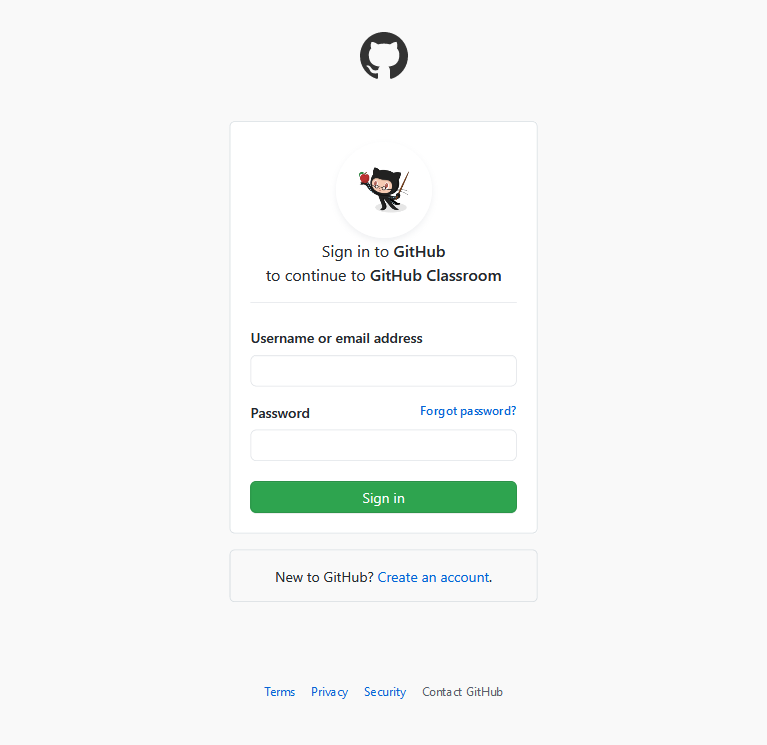 Sign in to GitHub
to continue to GitHub Classroom
Username or email address
Password Forgot password?
Sign in
New to GitHub? Create an account.
Terms Privacy Security Contact GitHub